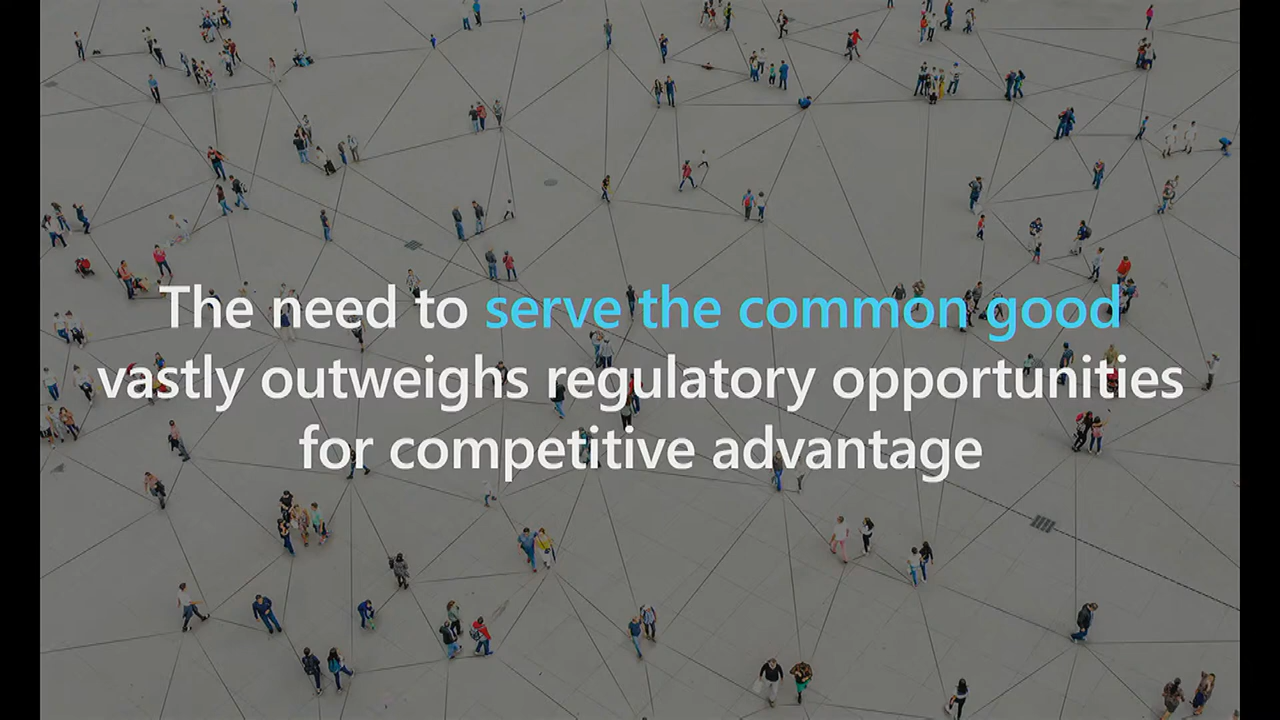 The need to serve the common good
vastly outweighs regulatory opportunities
for competitive advantage